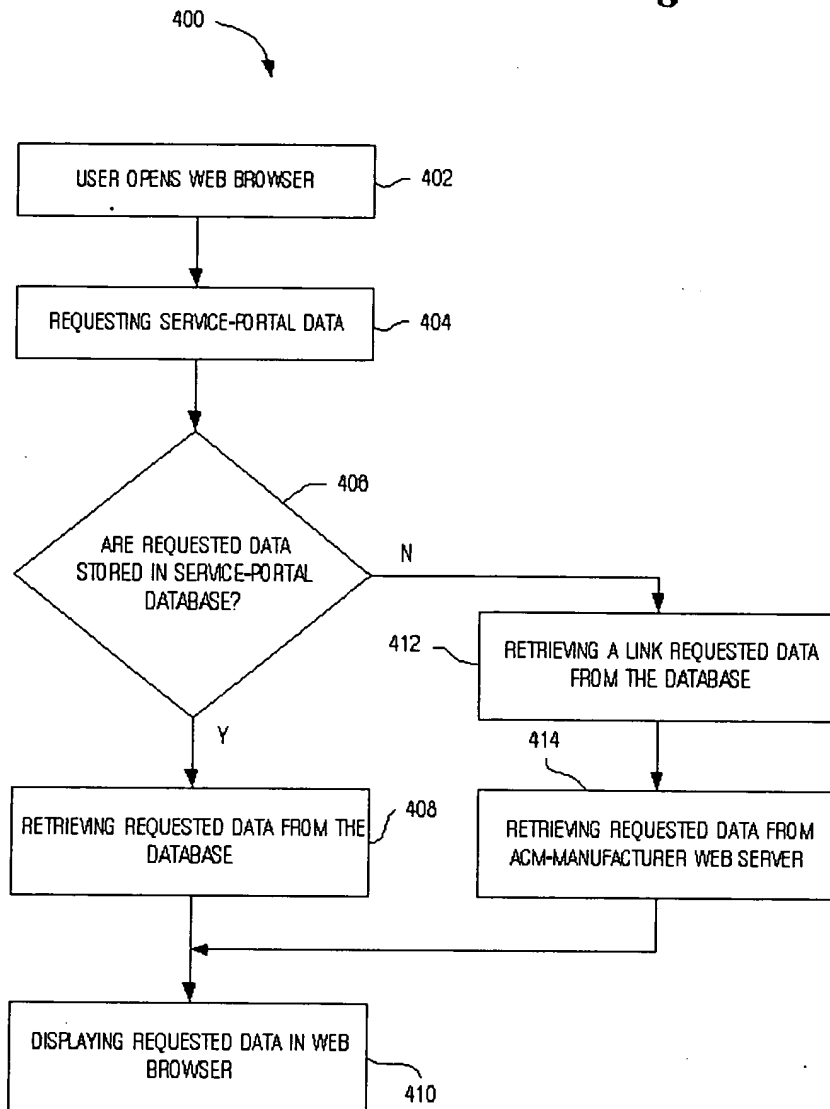 400
USER OPENS WEB BROWSER
402
REQUESTING SERVICE-PORTAL DATA
404
406
ARE REQUESTED DATA
STORED IN SERVICE-PORTAL
DATABASE?
N
Y
412
RETRIEVING A LINK REQUESTED DATA
FROM THE DATABASE
414
RETRIEVING REQUESTED DATA FROM THE
DATABASE
408
RETRIEVING REQUESTED DATA FROM
ACM-MANUFACTURER WEB SERVER
DISPLAYING REQUESTED DATA IN WEB
BROWSER
410